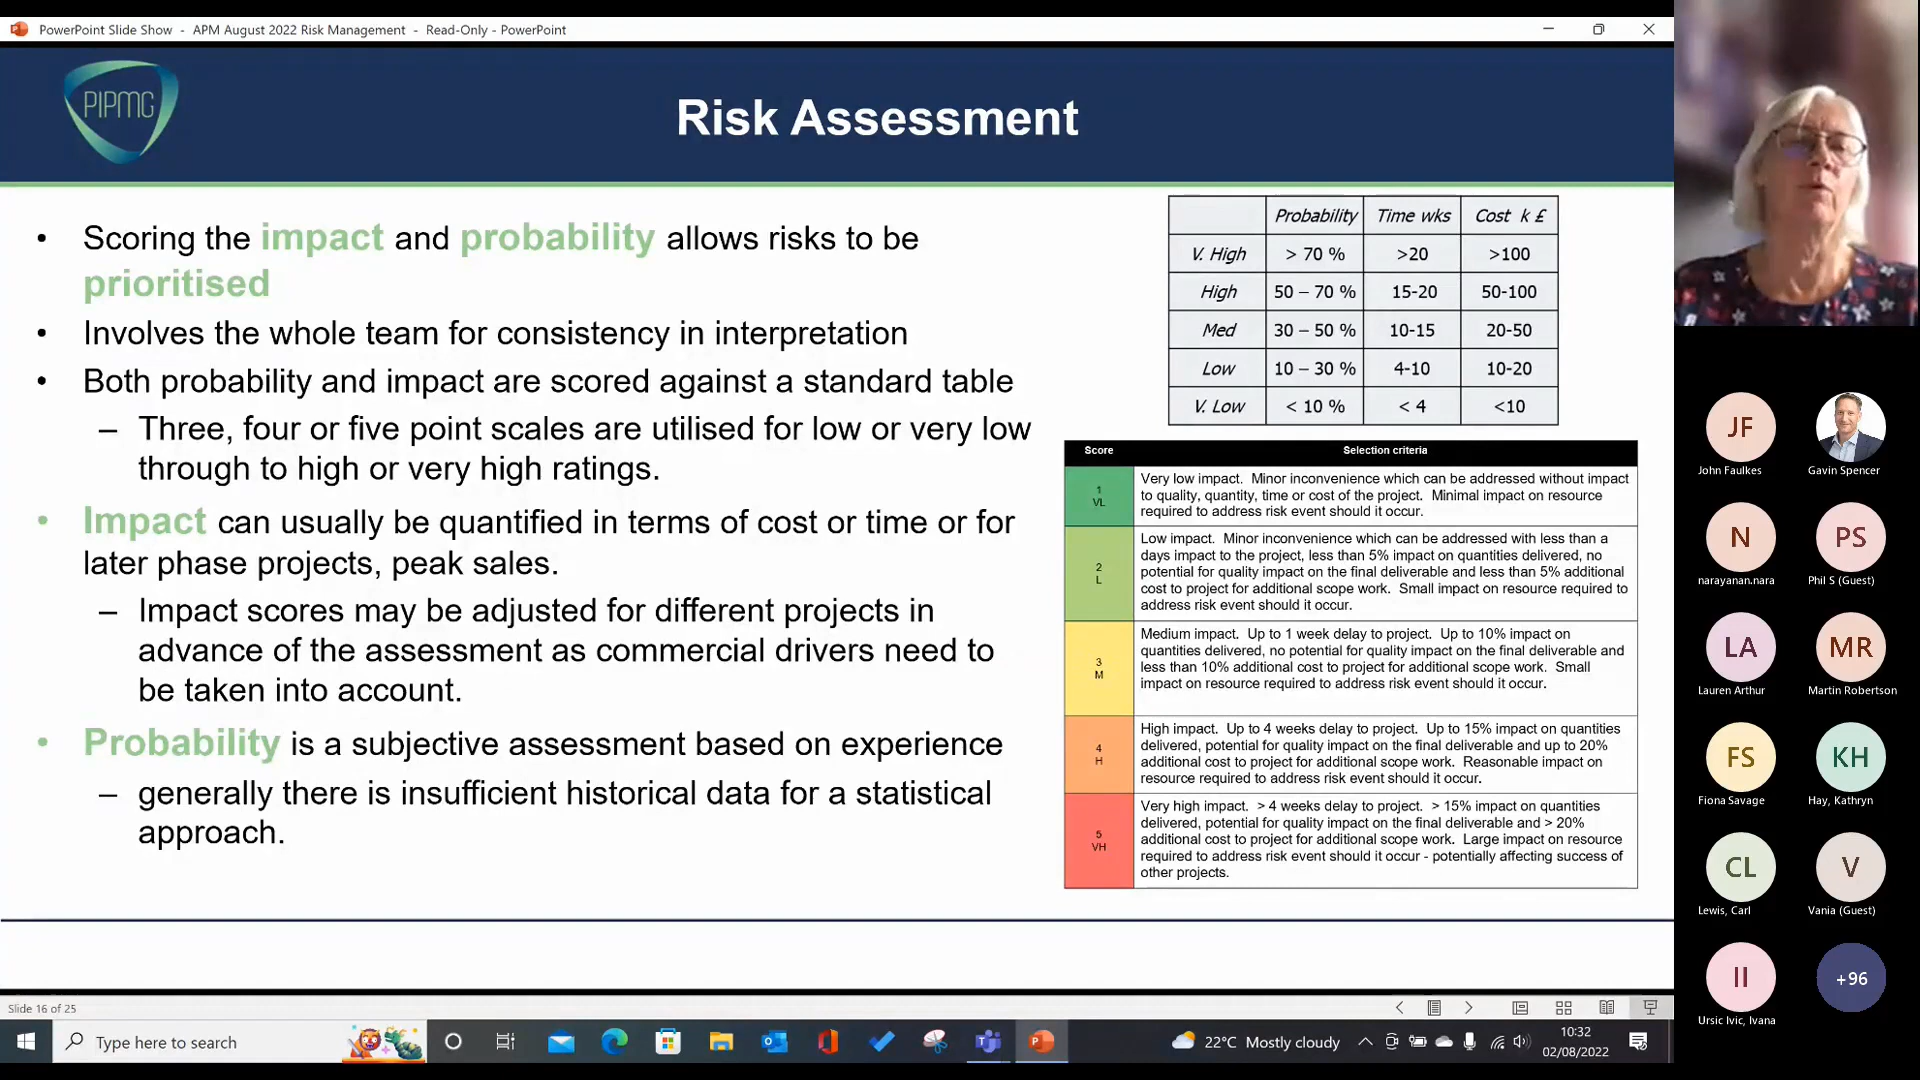 PowerPoint Slide Show - APM August 2022 Risk Management - Read-Only - PowerPoint
PIPMG
Risk Assessment
• Scoring the impact and probability allows risks to be
prioritised
• Involves the whole team for consistency in interpretation
• Both probability and impact are scored against a standard table
– Three, four or five point scales are utilised for low or very low
through to high or very high ratings.
• Impact can usually be quantified in terms of cost or time or for
later phase projects, peak sales.
– Impact scores may be adjusted for different projects in
advance of the assessment as commercial drivers need to
be taken into account.
• Probability is a subjective assessment based on experience
– generally there is insufficient historical data for a statistical
approach.
Probability Time wks Cost k £
V. High > 70 % >20 >100
High 50 – 70 % 15-20 50-100
Med 30 – 50 % 10-15 20-50
Low 10 – 30 % 4-10 10-20
V. Low < 10 % < 4 <10
Score Selection criteria
1
VL
Very low impact. Minor inconvenience which can be addressed without impact
to quality, quantity, time or cost of the project. Minimal impact on resource
required to address risk event should it occur.
2
L
Low impact. Minor inconvenience which can be addressed with less than a
days impact to the project, less than 5% impact on quantities delivered, no
potential for quality impact on the final deliverable and less than 5% additional
cost to project for additional scope work. Small impact on resource required to
address risk event should it occur.
3
M
Medium impact. Up to 1 week delay to project. Up to 10% impact on
quantities delivered, no potential for quality impact on the final deliverable and
less than 10% additional cost to project for additional scope work. Small
impact on resource required to address risk event should it occur.
4
H
High impact. Up to 4 weeks delay to project. Up to 15% impact on quantities
delivered, potential for quality impact on the final deliverable and up to 20%
additional cost to project for additional scope work. Reasonable impact on
resource required to address risk event should it occur.
5
VH
Very high impact. > 4 weeks delay to project. > 15% impact on quantities
delivered, potential for quality impact on the final deliverable and > 20%
additional cost to project for additional scope work. Large impact on resource
required to address risk event should it occur - potentially affecting success of
other projects.
JF
John Faulkes
Gavin Spencer
N
narayanan.nara
PS
Phil S (Guest)
LA
Lauren Arthur
MR
Martin Robertson
FS
Fiona Savage
KH
Hay, Kathryn
CL
Lewis, Carl
V
Vania (Guest)
II
Ursic Ivic, Ivana
+96
Slide 16 of 25
Type here to search
22°C Mostly cloudy
10:32
02/08/2022